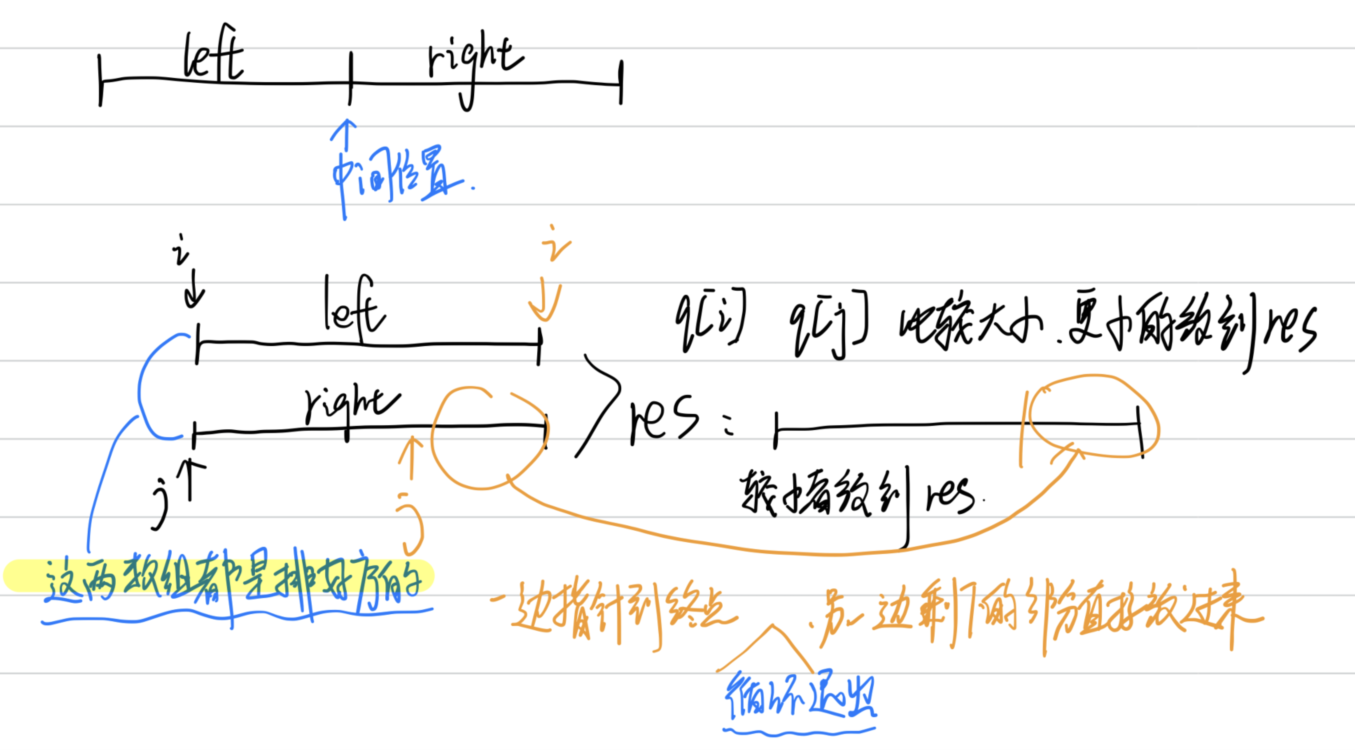 left right
中间位置.
i i
left
q[i] q[j] 比较大小.更小的放到res
right
res:
j j
较小者放到res.
这两数组都是排好序的
一边指针到终点 .另一边剩下的部分直接放过来
循环退出